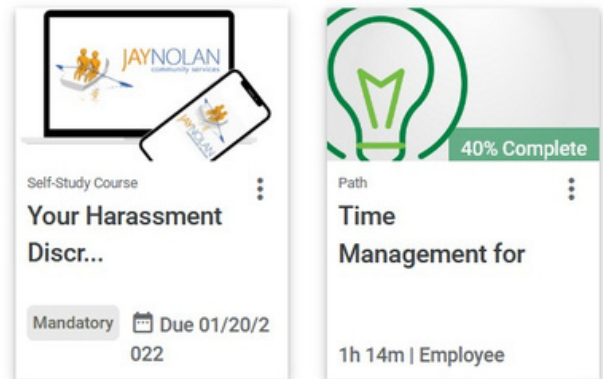 JAYNOLAN
community services
JAYNOLAN
Self-Study Course
Your Harassment
Discr...
Mandatory
Due 01/20/2
022
40% Complete
Path
Time
Management for
1h 14m | Employee